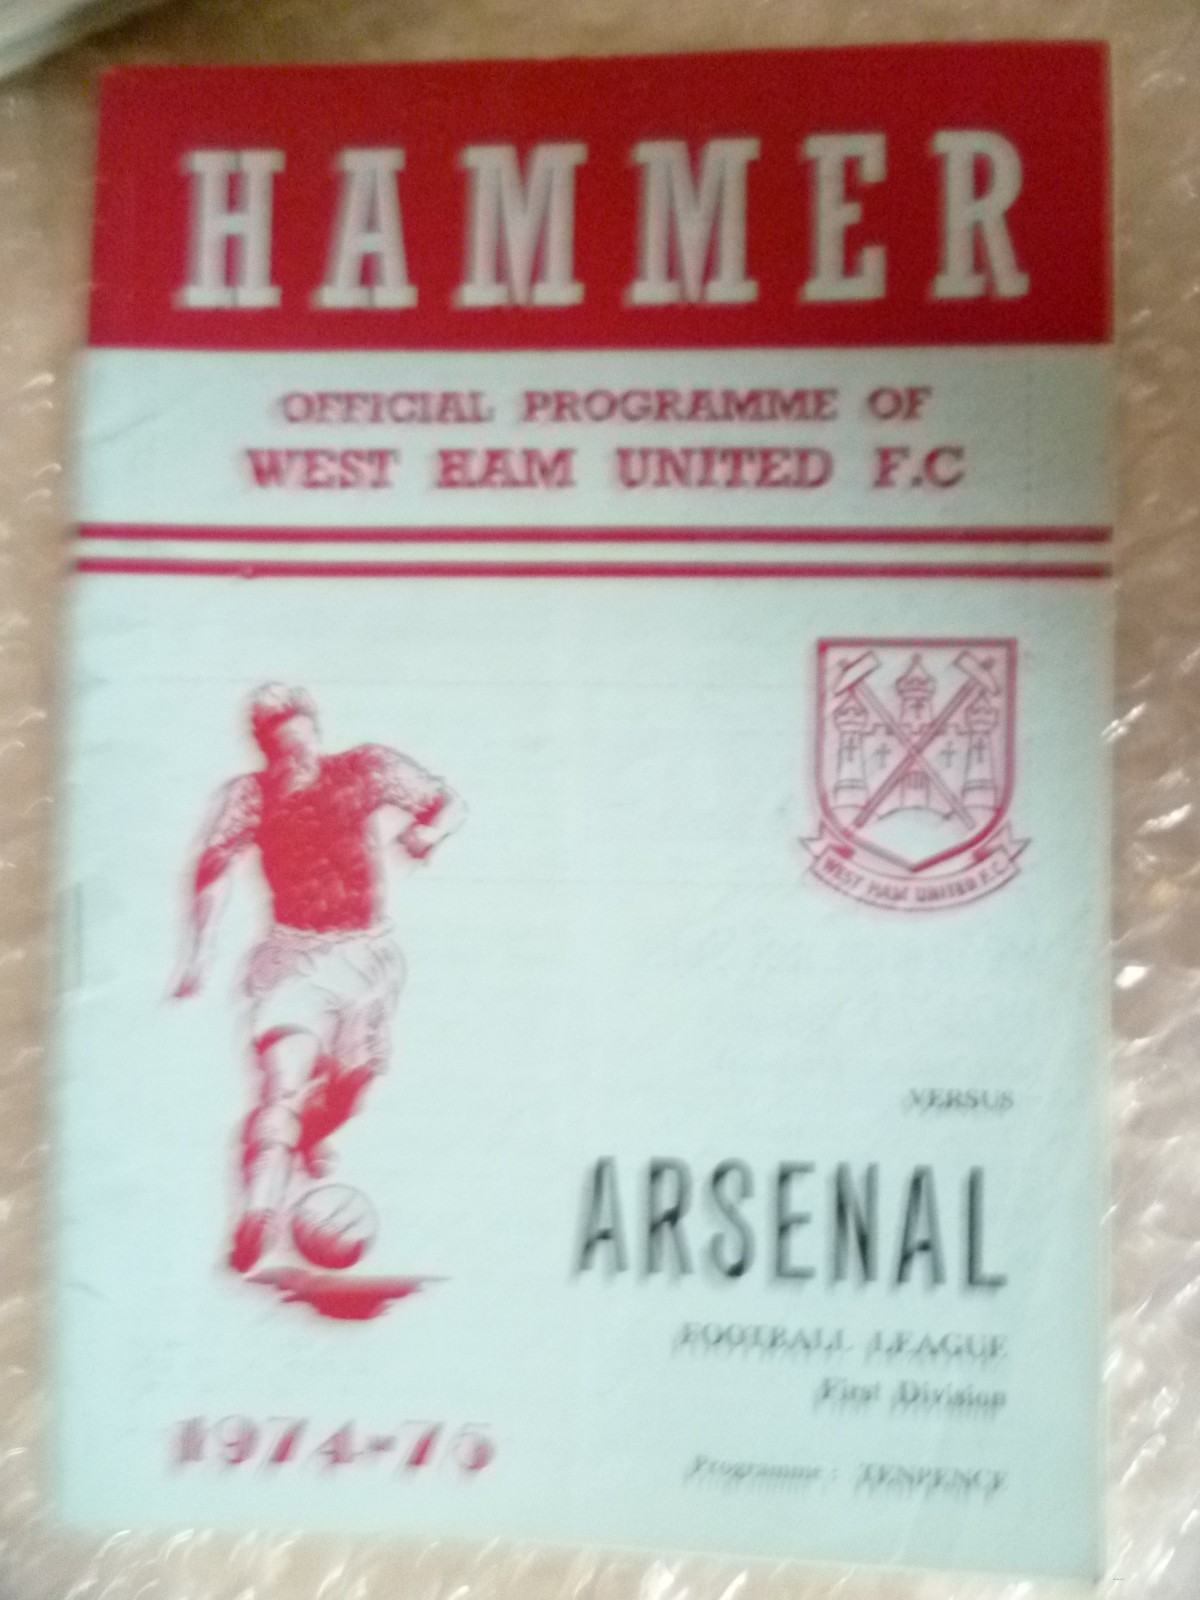 HAMMER
OFFICIAL PROGRAMME OF
WEST HAM UNITED F.C
WEST HAM UNITED F.C.
VERSUS
ARSENAL
FOOTBALL LEAGUE
First Division
1974-75
Programme : TENPENCE